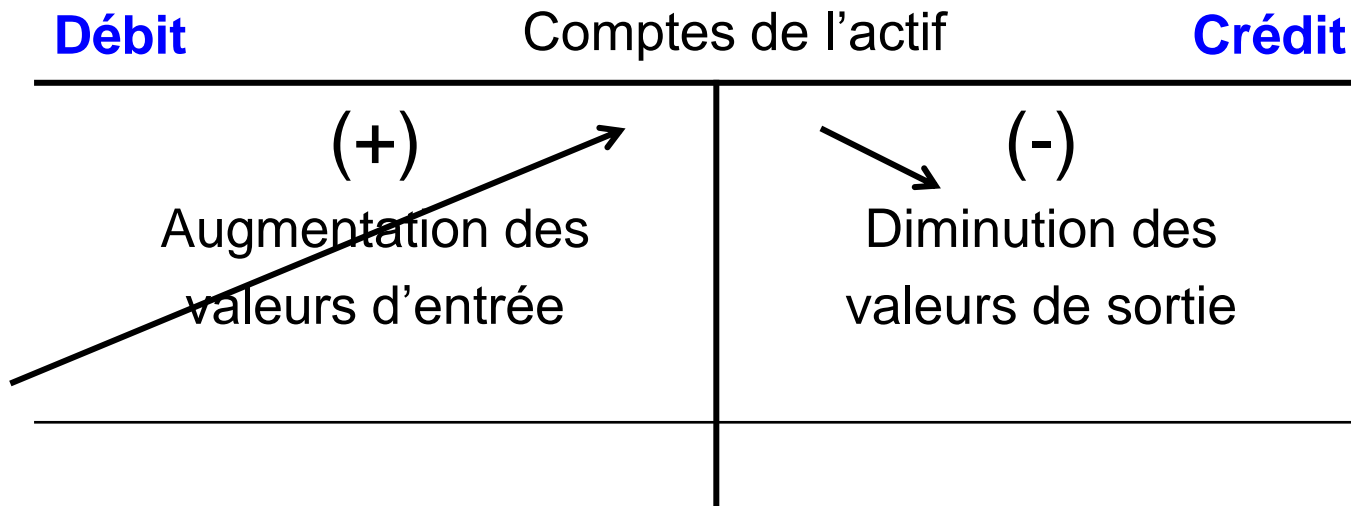 Débit Comptes de l’actif Crédit
(+) (-)
Augmentation des Diminution des
valeurs d’entrée valeurs de sortie